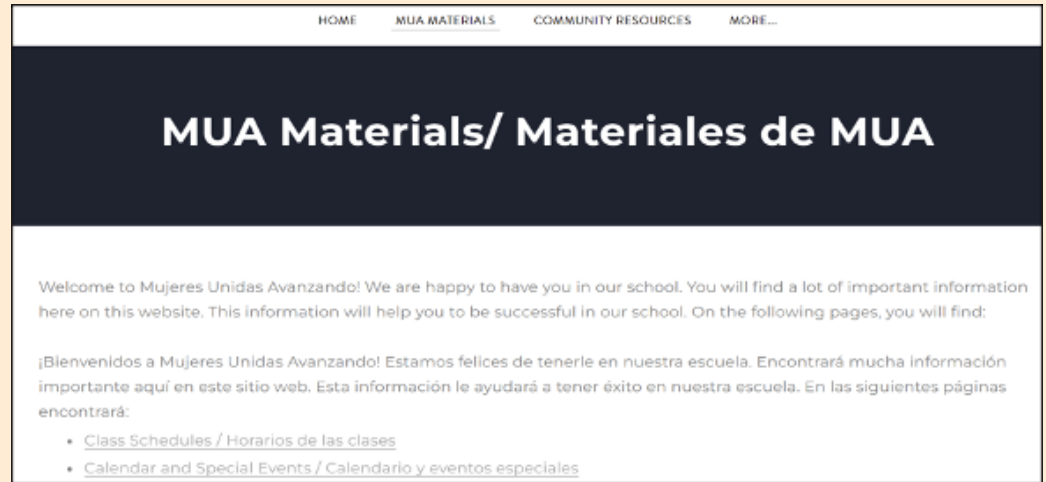 HOME MUA MATERIALS COMMUNITY RESOURCES MORE...
MUA Materials/ Materiales de MUA
Welcome to Mujeres Unidas Avanzando! We are happy to have you in our school. You will find a lot of important information
here on this website. This information will help you to be successful in our school. On the following pages, you will find:
¡Bienvenidos a Mujeres Unidas Avanzando! Estamos felices de tenerle en nuestra escuela. Encontrará mucha información
importante aquí en este sitio web. Esta información le ayudará a tener éxito en nuestra escuela. En las siguientes páginas
encontrará:
• Class Schedules / Horarios de las clases
• Calendar and Special Events / Calendario y eventos especiales